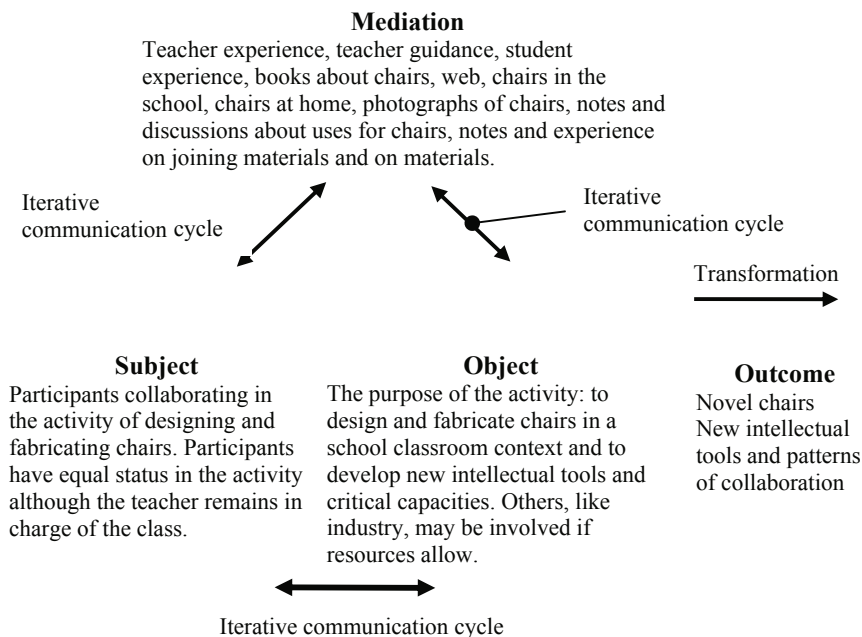 Mediation
Teacher experience, teacher guidance, student
experience, books about chairs, web, chairs in the
school, chairs at home, photographs of chairs, notes and
discussions about uses for chairs, notes and experience
on joining materials and on materials.
Iterative
communication cycle
Iterative
communication cycle
Transformation
Subject
Participants collaborating in
the activity of designing and
fabricating chairs. Participants
have equal status in the activity
although the teacher remains in
charge of the class.
Object
The purpose of the activity: to
design and fabricate chairs in a
school classroom context and to
develop new intellectual tools and
critical capacities. Others, like
industry, may be involved if
resources allow.
Outcome
Novel chairs
New intellectual
tools and patterns
of collaboration
Iterative communication cycle